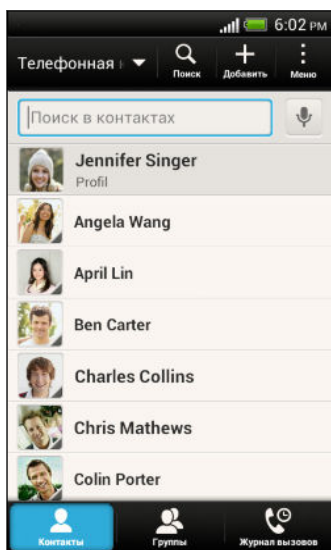 6:02 PM
Телефонная
Поиск
Добавить
Меню
Поиск в контактах
Jennifer Singer
Profil
Angela Wang
April Lin
Ben Carter
Charles Collins
Chris Mathews
Colin Porter
Контакты
Группы
Журнал вызовов